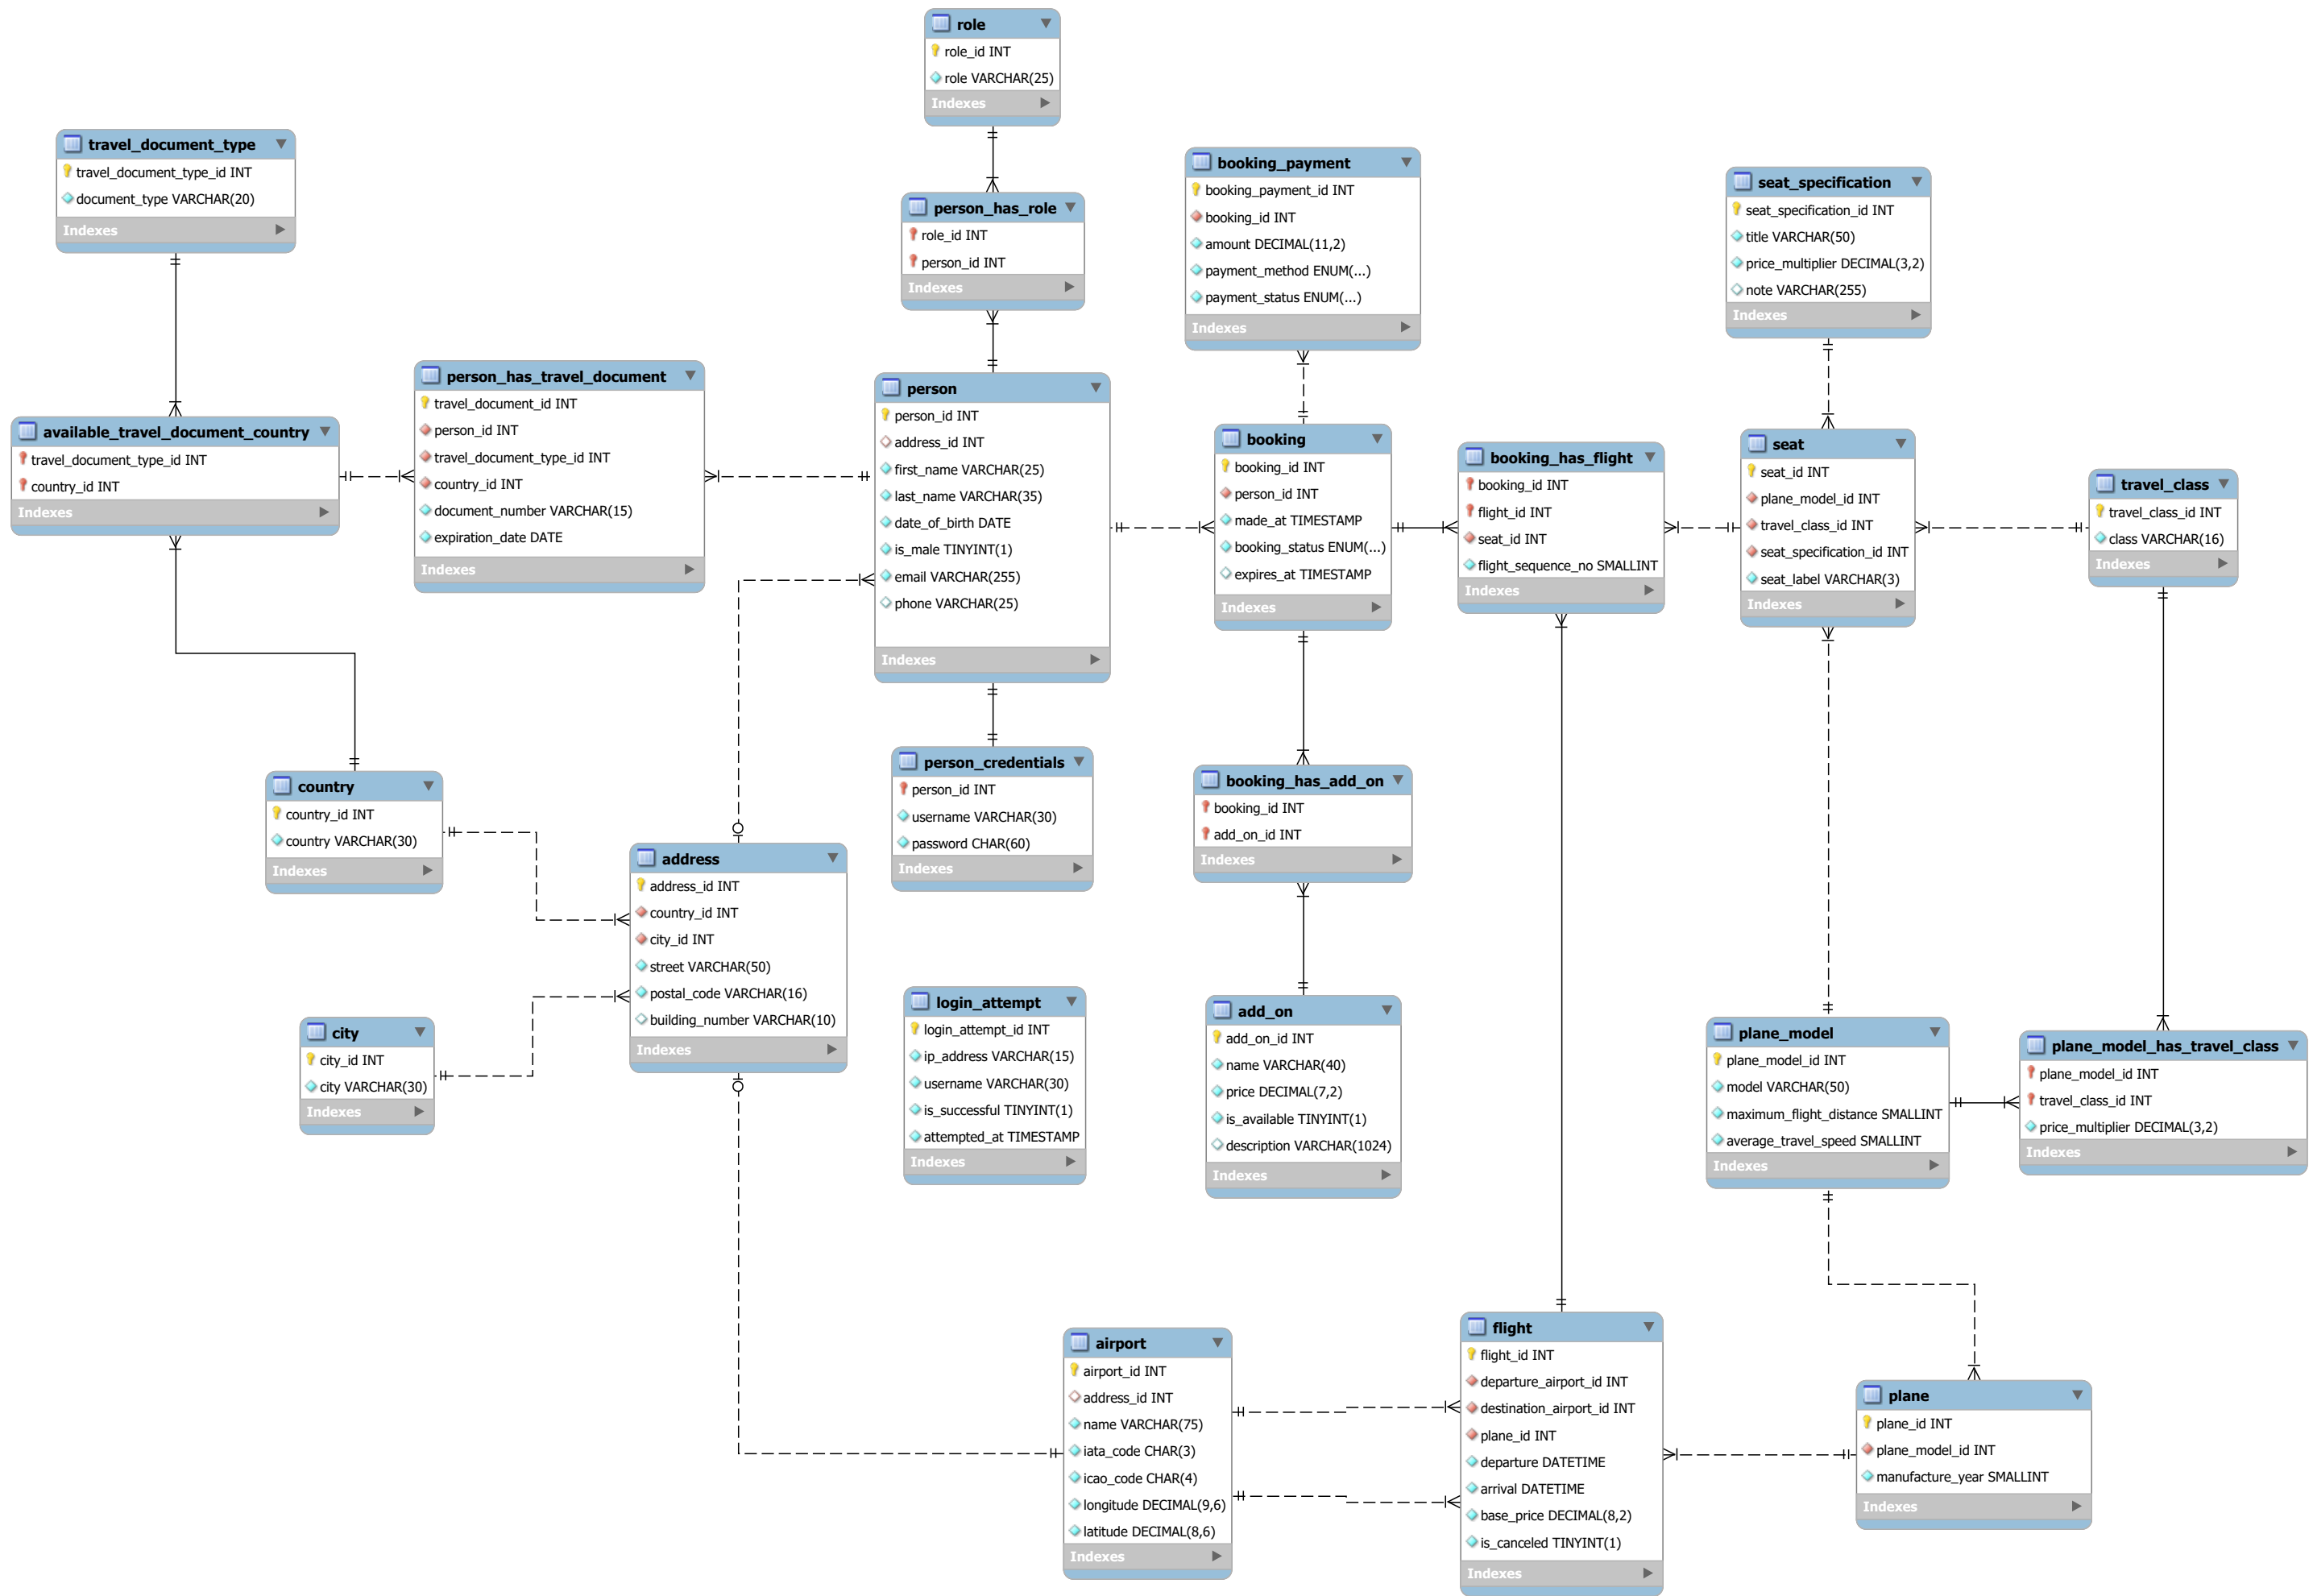 role
role_id INT
role VARCHAR(25)
Indexes
travel_document_type
travel_document_type_id INT
document_type VARCHAR(20)
Indexes
person_has_role
role_id INT
person_id INT
Indexes
booking_payment
booking_payment_id INT
booking_id INT
amount DECIMAL(11,2)
payment_method ENUM(...)
payment_status ENUM(...)
Indexes
seat_specification
seat_specification_id INT
title VARCHAR(50)
price_multiplier DECIMAL(3,2)
note VARCHAR(255)
Indexes
available_travel_document_country
travel_document_type_id INT
country_id INT
Indexes
person_has_travel_document
travel_document_id INT
person_id INT
travel_document_type_id INT
country_id INT
document_number VARCHAR(15)
expiration_date DATE
Indexes
person
person_id INT
address_id INT
first_name VARCHAR(25)
last_name VARCHAR(35)
date_of_birth DATE
is_male TINYINT(1)
email VARCHAR(255)
phone VARCHAR(25)
Indexes
booking
booking_id INT
person_id INT
made_at TIMESTAMP
booking_status ENUM(...)
expires_at TIMESTAMP
Indexes
booking_has_flight
booking_id INT
flight_id INT
seat_id INT
flight_sequence_no SMALLINT
Indexes
seat
seat_id INT
plane_model_id INT
travel_class_id INT
seat_specification_id INT
seat_label VARCHAR(3)
Indexes
travel_class
travel_class_id INT
class VARCHAR(16)
Indexes
country
country_id INT
country VARCHAR(30)
Indexes
person_credentials
person_id INT
username VARCHAR(30)
password CHAR(60)
Indexes
booking_has_add_on
booking_id INT
add_on_id INT
Indexes
address
address_id INT
country_id INT
city_id INT
street VARCHAR(50)
postal_code VARCHAR(16)
building_number VARCHAR(10)
Indexes
city
city_id INT
city VARCHAR(30)
Indexes
login_attempt
login_attempt_id INT
ip_address VARCHAR(15)
username VARCHAR(30)
is_successful TINYINT(1)
attempted_at TIMESTAMP
Indexes
add_on
add_on_id INT
name VARCHAR(40)
price DECIMAL(7,2)
is_available TINYINT(1)
description VARCHAR(1024)
Indexes
plane_model
plane_model_id INT
model VARCHAR(50)
maximum_flight_distance SMALLINT
average_travel_speed SMALLINT
Indexes
plane_model_has_travel_class
plane_model_id INT
travel_class_id INT
price_multiplier DECIMAL(3,2)
Indexes
airport
airport_id INT
address_id INT
name VARCHAR(75)
iata_code CHAR(3)
icao_code CHAR(4)
longitude DECIMAL(9,6)
latitude DECIMAL(8,6)
Indexes
flight
flight_id INT
departure_airport_id INT
destination_airport_id INT
plane_id INT
departure DATETIME
arrival DATETIME
base_price DECIMAL(8,2)
is_canceled TINYINT(1)
Indexes
plane
plane_id INT
plane_model_id INT
manufacture_year SMALLINT
Indexes